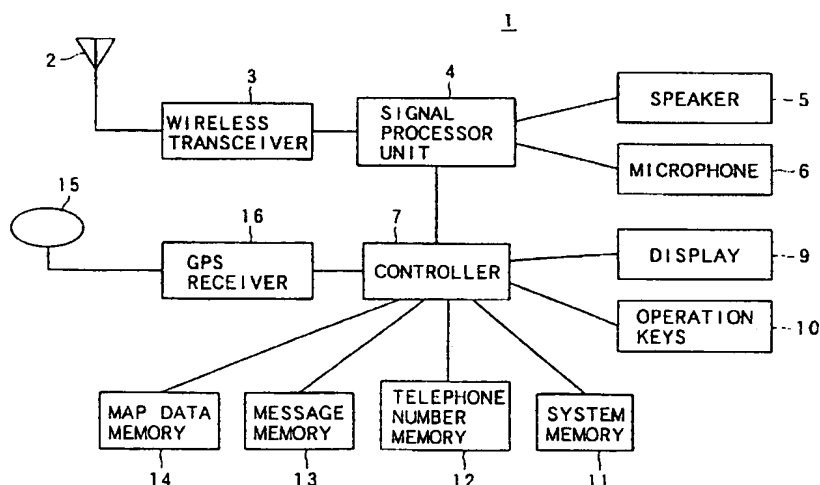 1
2
3
WIRELESS
TRANSCEIVER
4
SIGNAL
PROCESSOR
UNIT
SPEAKER
5
MICROPHONE
6
15
16
GPS
RECEIVER
7
CONTROLLER
DISPLAY
9
OPERATION
KEYS
10
MAP DATA
MEMORY
14
MESSAGE
MEMORY
13
TELEPHONE
NUMBER
MEMORY
12
SYSTEM
MEMORY
11